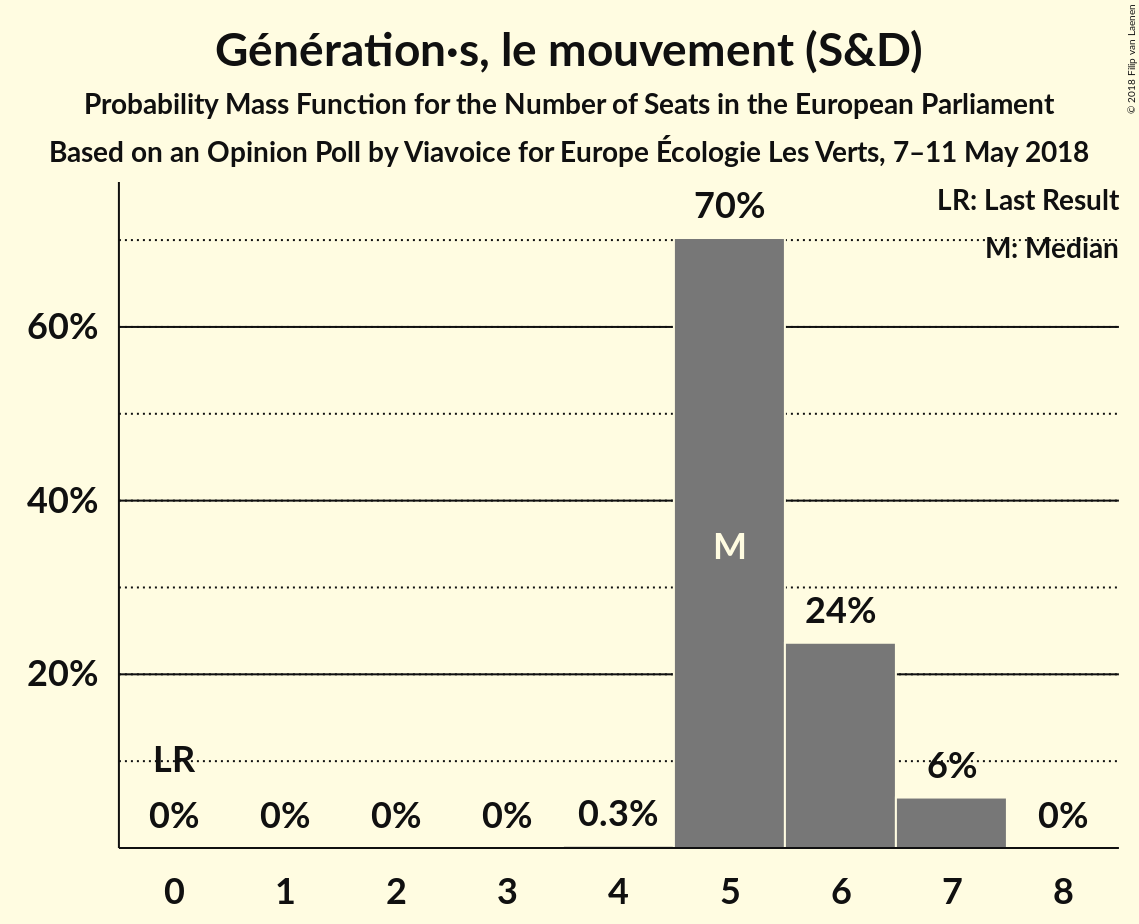 Génération·s, le mouvement (S&D)
Probability Mass Function for the Number of Seats in the European Parliament
Based on an Opinion Poll by Viavoice for Europe Écologie Les Verts, 7–11 May 2018
© 2018 Filip van Laenen
LR: Last Result
M: Median
70%
60%
40%
M
24%
20%
LR
6%
0% 0% 0% 0% 0.3% 0%
0 1 2 3 4 5 6 7 8